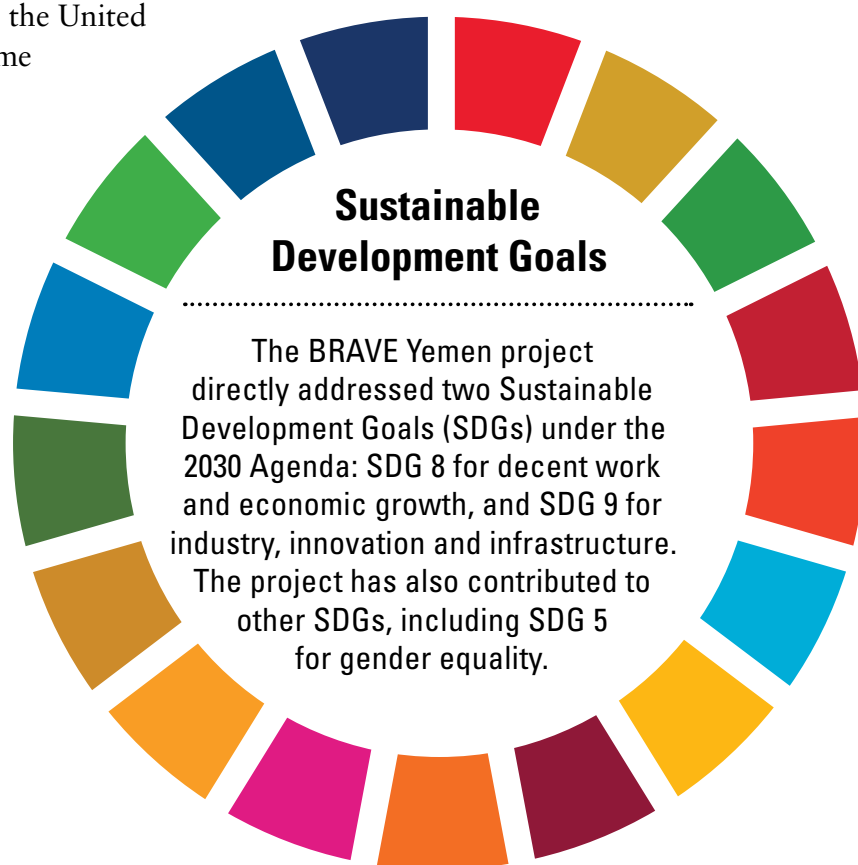 the United
me
Sustainable
Development Goals
The BRAVE Yemen project
directly addressed two Sustainable
Development Goals (SDGs) under the
2030 Agenda: SDG 8 for decent work
and economic growth, and SDG 9 for
industry, innovation and infrastructure.
The project has also contributed to
other SDGs, including SDG 5
for gender equality.